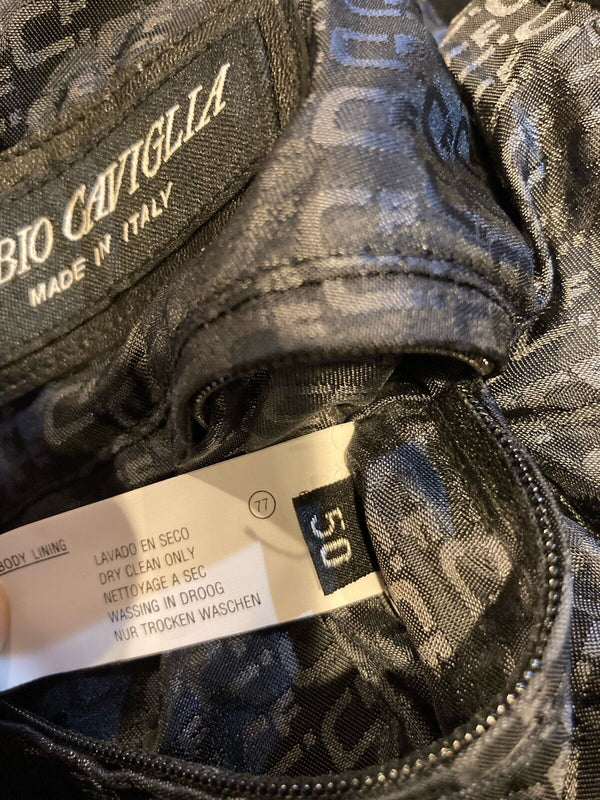 BIO CAVIGLIA
MADE IN ITALY
77
50
BODY LINING
LAVADO EN SECO
DRY CLEAN ONLY
NETTOYAGE A SEC
WASSING IN DROOG
NUR TROCKEN WASCHEN